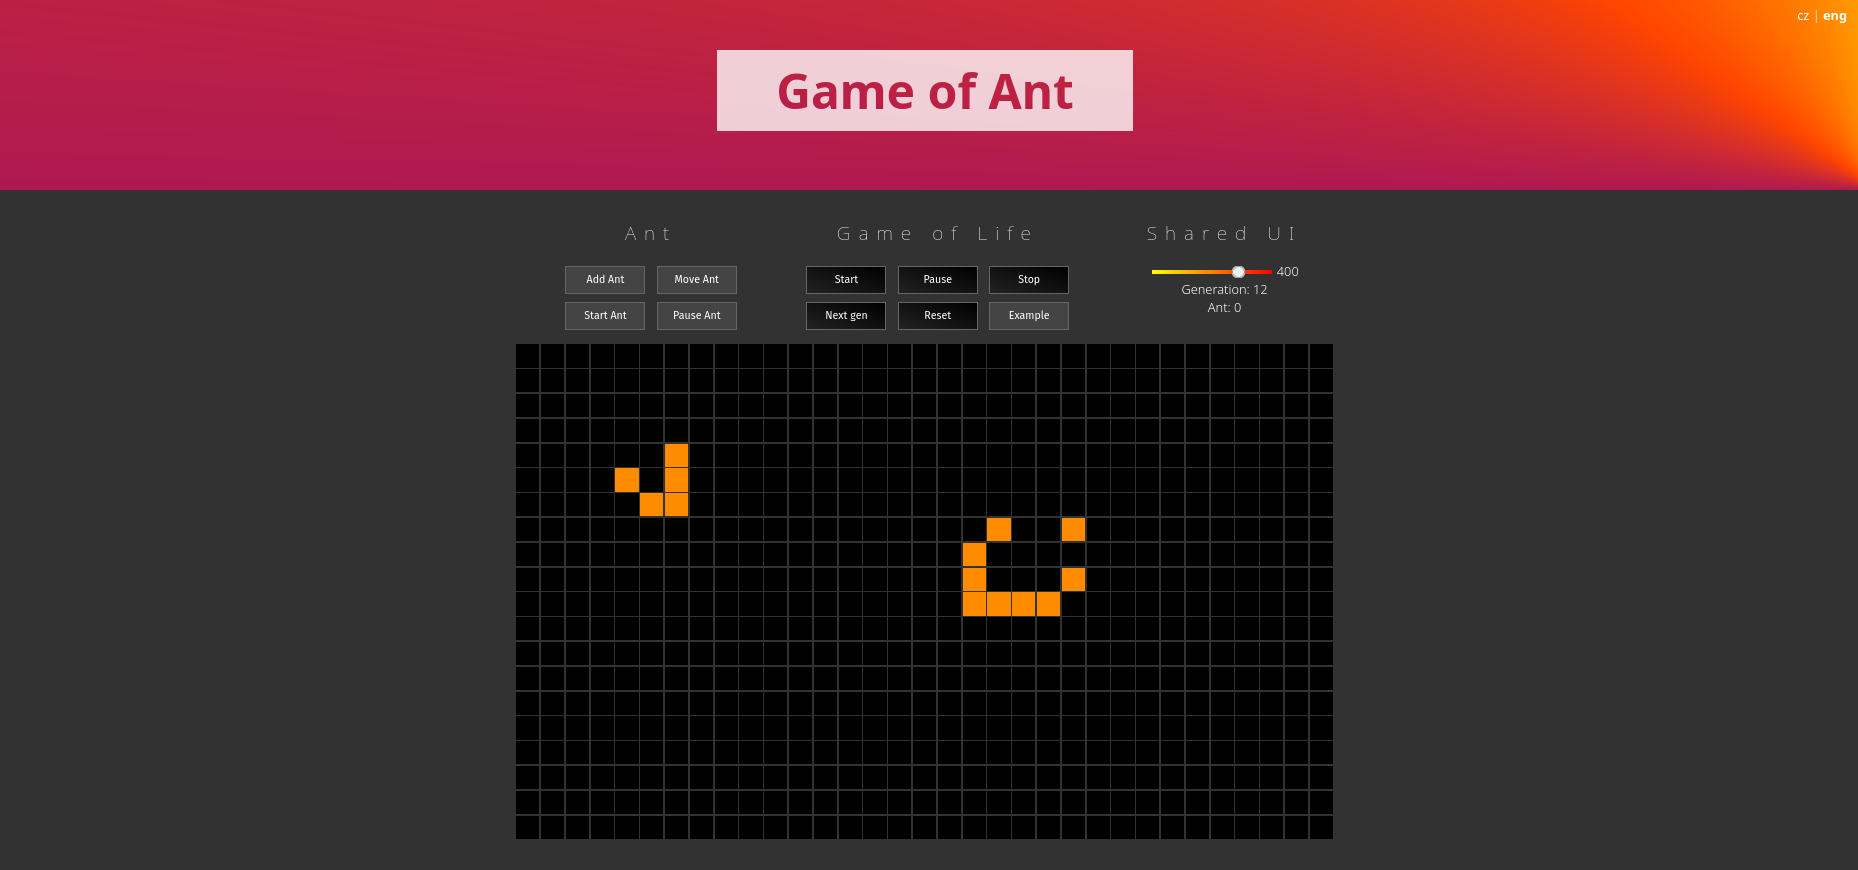 cz | eng
Game of Ant
Ant
Game of Life
Shared UI
Add Ant
Move Ant
Start
Pause
Stop
400
Generation: 12
Ant: 0
Start Ant
Pause Ant
Next gen
Reset
Example